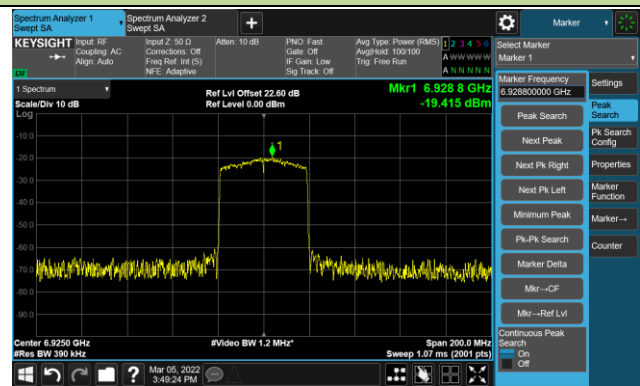 Spectrum Analyzer 1
Swept SA
Spectrum Analyzer 2
Swept SA
+
Marker
KEYSIGHT
Input: RF
Coupling: AC
Align: Auto
Input Z: 50 Ω
Corrections: Off
Freq Ref: Int (S)
NFE: Adaptive
Atten: 10 dB
PNO: Fast
Gate: Off
IF Gain: Low
Sig Track: Off
Avg Type: Power (RMS)
Avg|Hold: 100/100
Trig: Free Run
1 2 3 4 5 6
A W W W W W
A N N N N N
Select Marker
Marker 1
1 Spectrum
Scale/Div 10 dB
Log
Ref Lvl Offset 22.60 dB
Ref Level 0.00 dBm
Mkr1 6.928 8 GHz
-19.415 dBm
1
-10.0
-20.0
-30.0
-40.0
-50.0
-60.0
-70.0
-80.0
-90.0
Center 6.9250 GHz
#Res BW 390 kHz
#Video BW 1.2 MHz*
Span 200.0 MHz
Sweep 1.07 ms (2001 pts)
Marker Frequency
6.928800000 GHz
Peak Search
Next Peak
Next Pk Right
Next Pk Left
Minimum Peak
Pk-Pk Search
Marker Delta
Mkr→CF
Mkr→Ref Lvl
Continuous Peak
Search
On
Off
Settings
Peak
Search
Pk Search
Config
Properties
Marker
Function
Marker→
Counter
?
Mar 05, 2022
3:49:24 PM